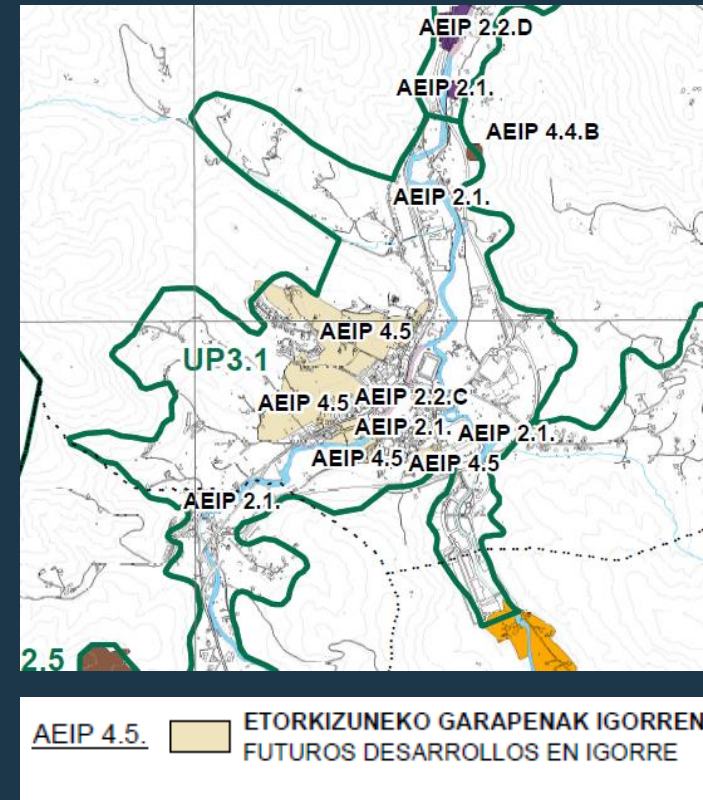 AEIP 2.2.D
AEIP 2.1.
AEIP 4.4.B
AEIP 2.1.
AEIP 4.5
UP3.1
AEIP 4.5 AEIP 2.2.C
AEIP 2.1. AEIP 2.1.
AEIP 4.5 AEIP 4.5
AEIP 2.1.
2.5
AEIP 4.5. ETORKIZUNEKO GARAPENAK IGORREN
FUTUROS DESARROLLOS EN IGORRE